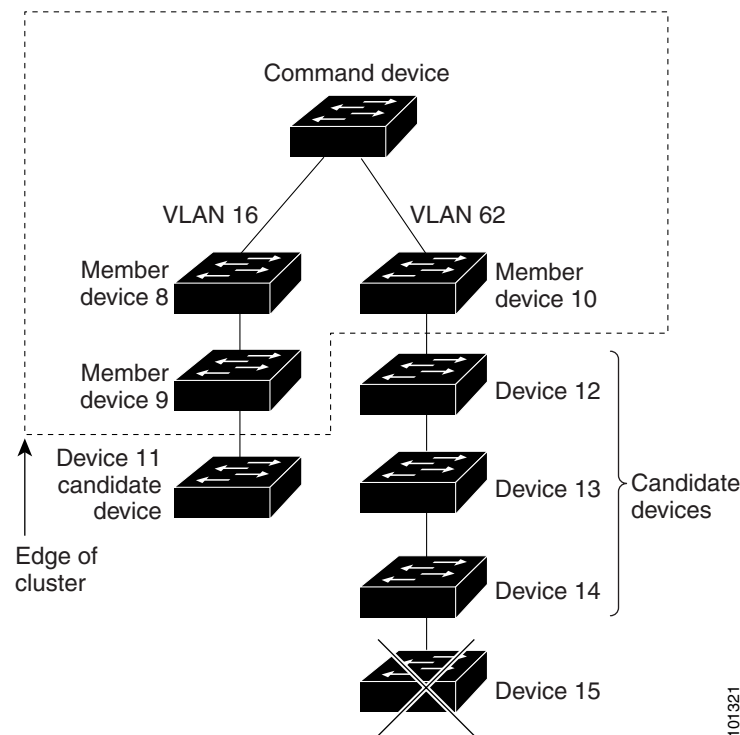 Command device
VLAN 16
VLAN 62
Member
device 8
Member
device 10
Member
device 9
Device 12
Device 11
candidate
device
Device 13
Candidate
devices
Edge of
cluster
Device 14
Device 15
101321